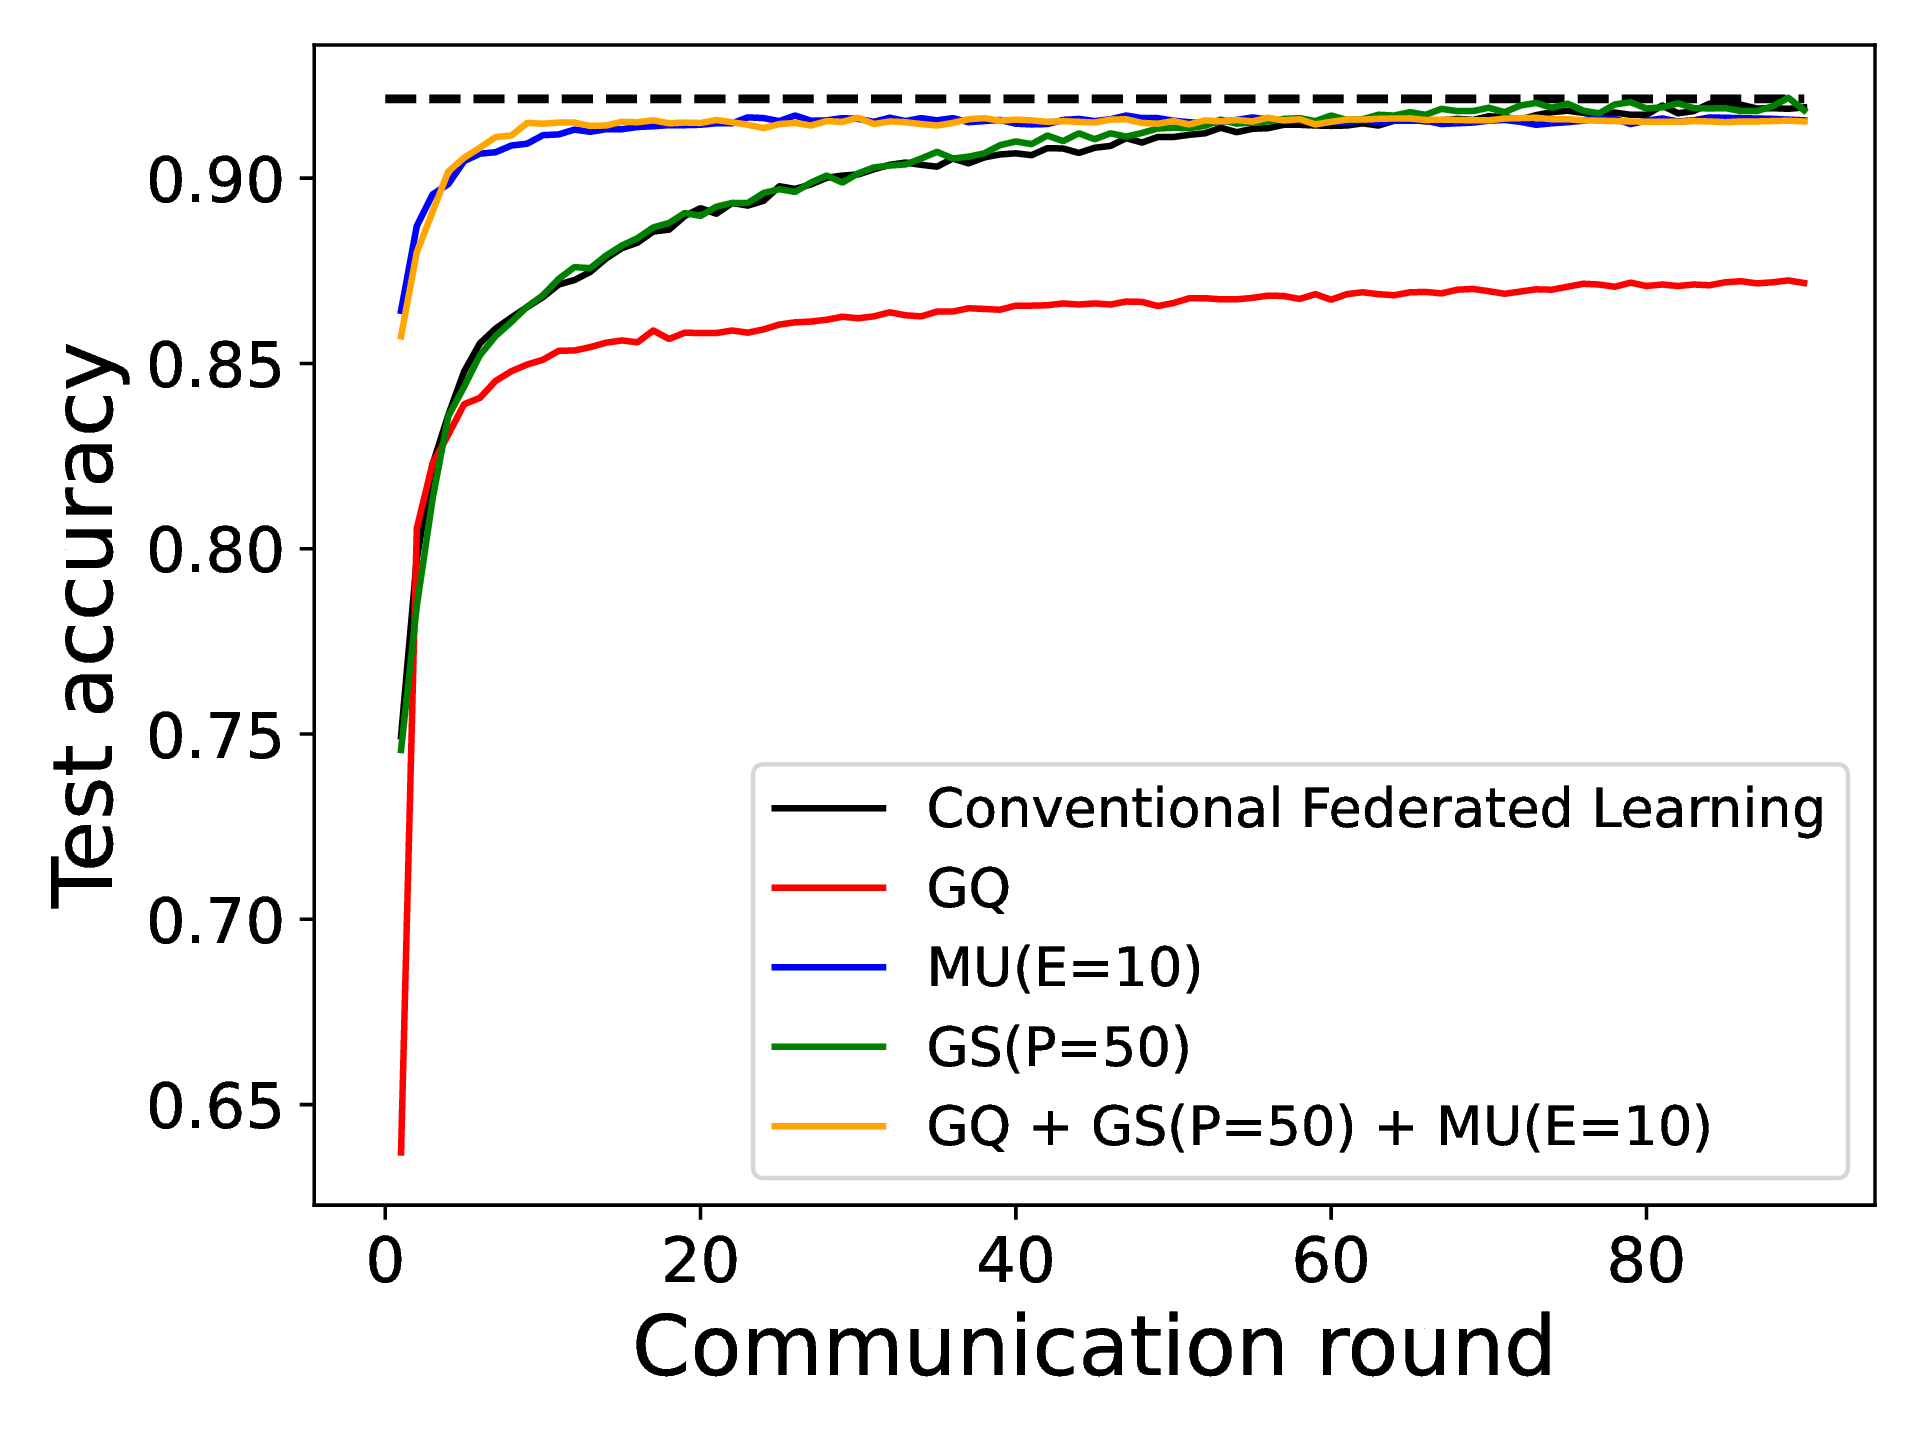 Test accuracy
0.90
0.85
0.80
0.75
0.70
0.65
Conventional Federated Learning
GQ
MU(E=10)
GS(P=50)
GQ + GS(P=50) + MU(E=10)
0 20 40 60 80
Communication round